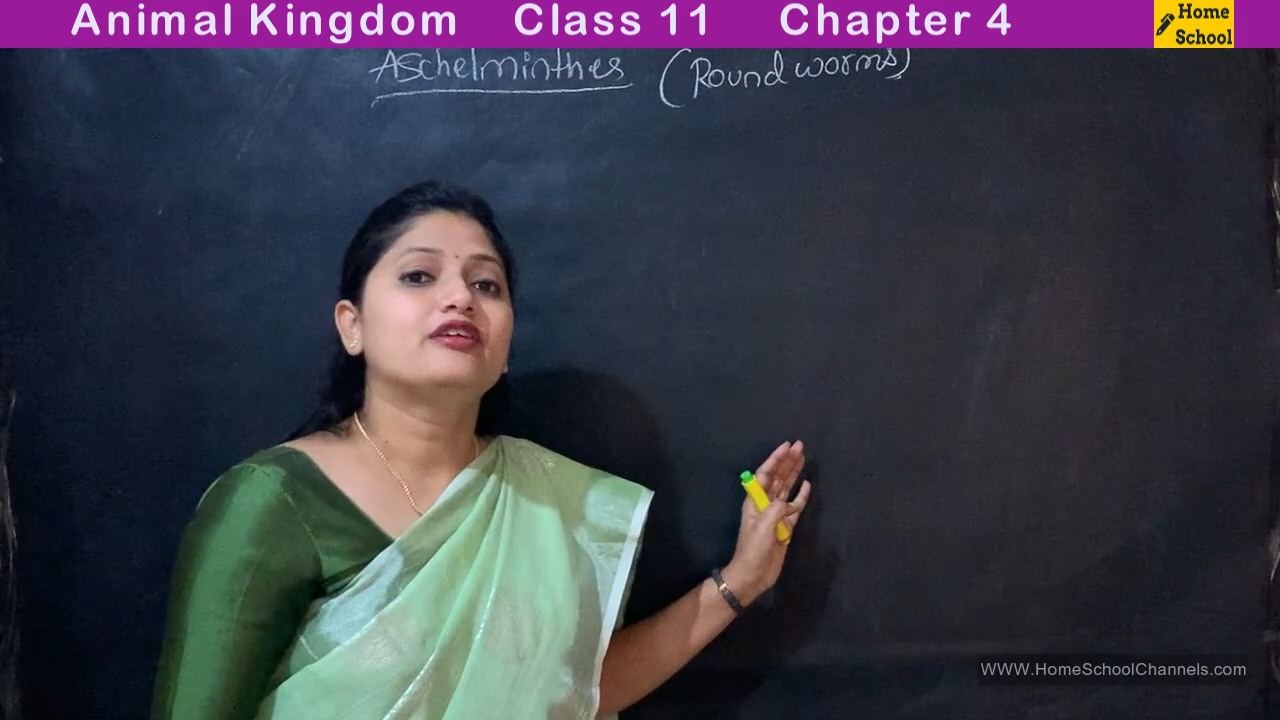 Animal Kingdom Class 11 Chapter 4
Home
School
Aschelminthes (Round worms)
WWW.HomeSchoolChannels.com